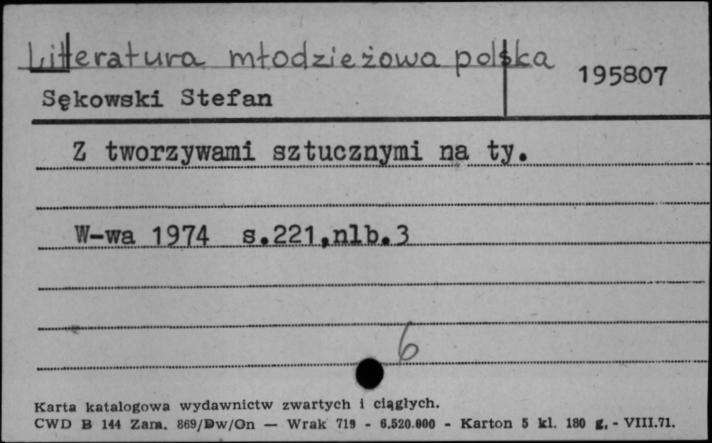 Literatura młodzieżowa polska
195807
Sękowski Stefan
Z tworzywami sztucznymi na ty.
W-wa 1974 s.221,nlb.3
6
Karta katalogowa wydawnictw zwartych i ciągłych.
CWD B 144 Zam. 869/Dw/On — Wrak 719 - 6.520.000 - Karton 5 kl. 180 g. - VIII.71.